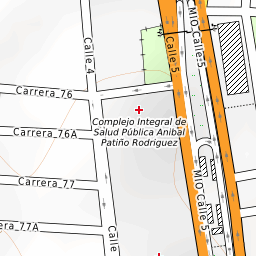 Calle 4
Calle 5
MIO Calle 5
Carrera 76
Complejo Integral de
Salud Pública Anibal
Patiño Rodríguez
Carrera 76A
Carrera 77
MIO Calle 5
Carrera 77A
Calle